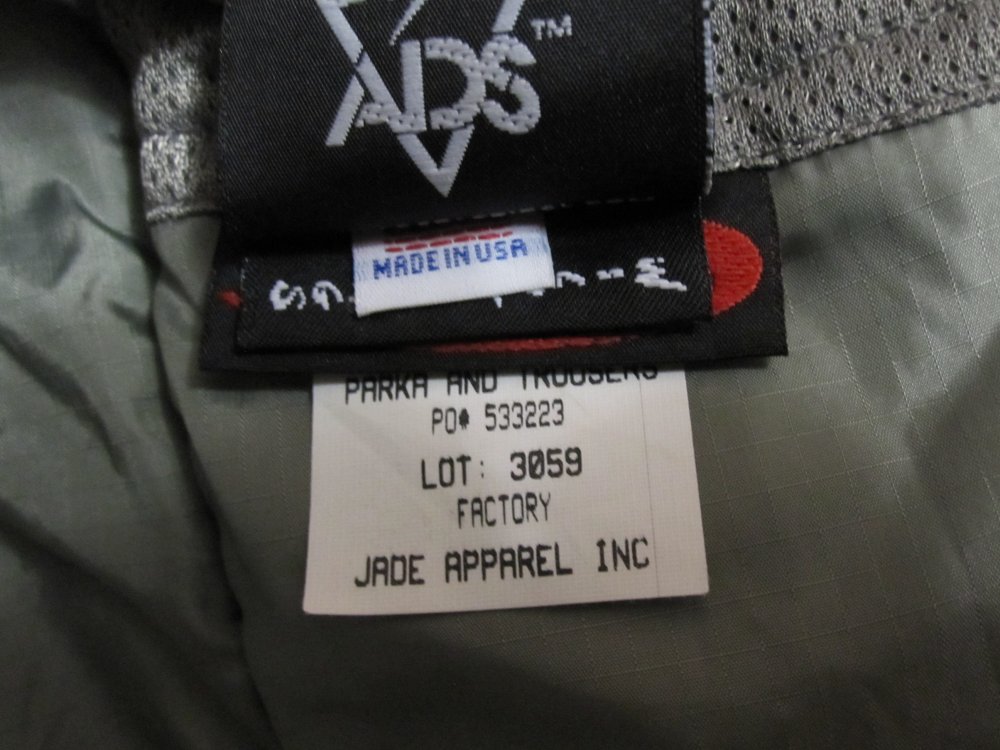 ADS™
MADE IN USA
PARKA AND TROUSERS
PO# 533223
LOT: 3059
FACTORY
JADE APPAREL INC